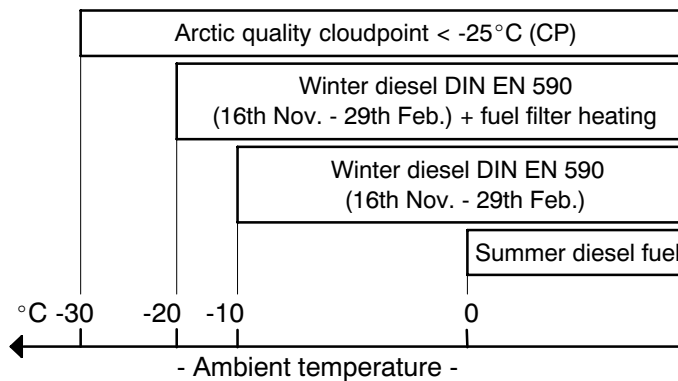 Arctic quality cloudpoint < -25°C (CP)
Winter diesel DIN EN 590
(16th Nov. - 29th Feb.) + fuel filter heating
Winter diesel DIN EN 590
(16th Nov. - 29th Feb.)
Summer diesel fuel
°C -30 -20 -10 0
- Ambient temperature -